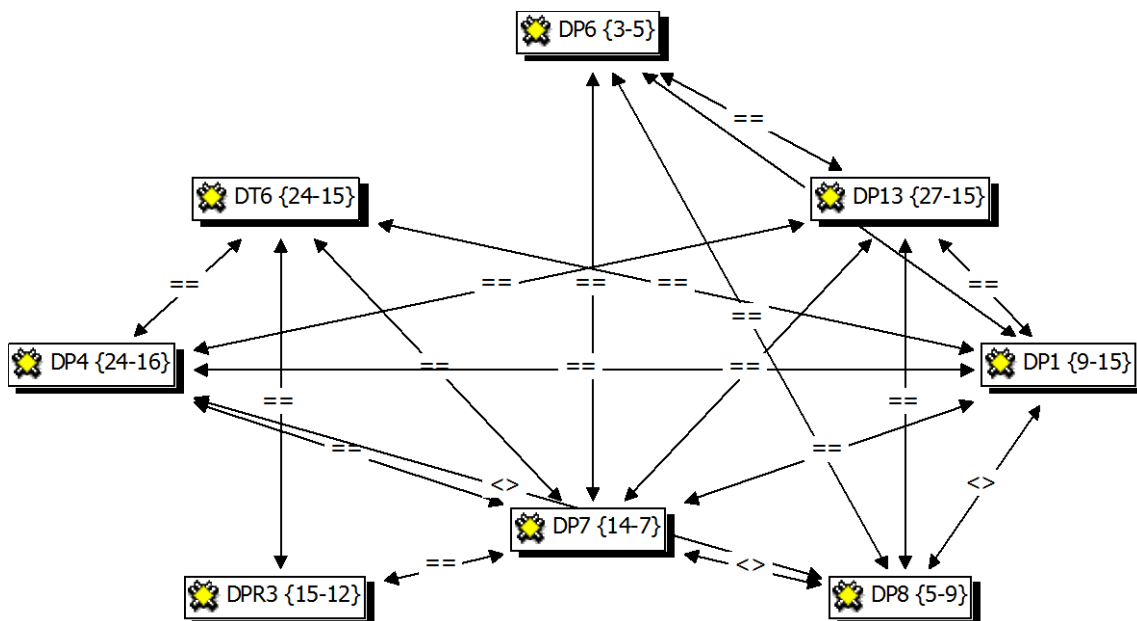 DP6 {3-5}
==
DT6 {24-15}
DP13 {27-15}
==
==
==
==
==
==
DP4 {24-16}
==
==
==
DP1 {9-15}
==
==
==
==
<>
<>
DP7 {14-7}
==
<>
DPR3 {15-12}
DP8 {5-9}